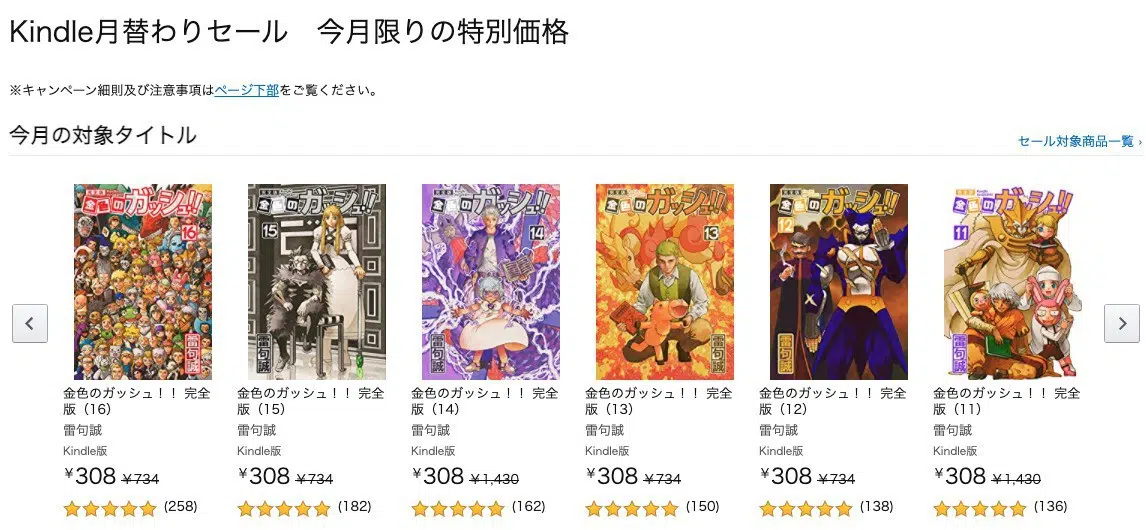 Kindle月替わりセール　今月限りの特別価格
※キャンペーン細則及び注意事項はページ下部をご覧ください。
今月の対象タイトル
セール対象商品一覧 ›
金色のガッシュ!! 16 雷句誠
金色のガッシュ!! 15 雷句誠
金色のガッシュ!! 14 雷句誠
金色のガッシュ!! 13 雷句誠
金色のガッシュ!! 12 雷句誠
金色のガッシュ!! 11 雷句誠
金色のガッシュ！！ 完全版（16）
雷句誠
Kindle版
¥308 ¥734
(258)
金色のガッシュ！！ 完全版（15）
雷句誠
Kindle版
¥308 ¥734
(182)
金色のガッシュ！！ 完全版（14）
雷句誠
Kindle版
¥308 ¥1,430
(162)
金色のガッシュ！！ 完全版（13）
雷句誠
Kindle版
¥308 ¥734
(150)
金色のガッシュ！！ 完全版（12）
雷句誠
Kindle版
¥308 ¥734
(138)
金色のガッシュ！！ 完全版（11）
雷句誠
Kindle版
¥308 ¥1,430
(136)